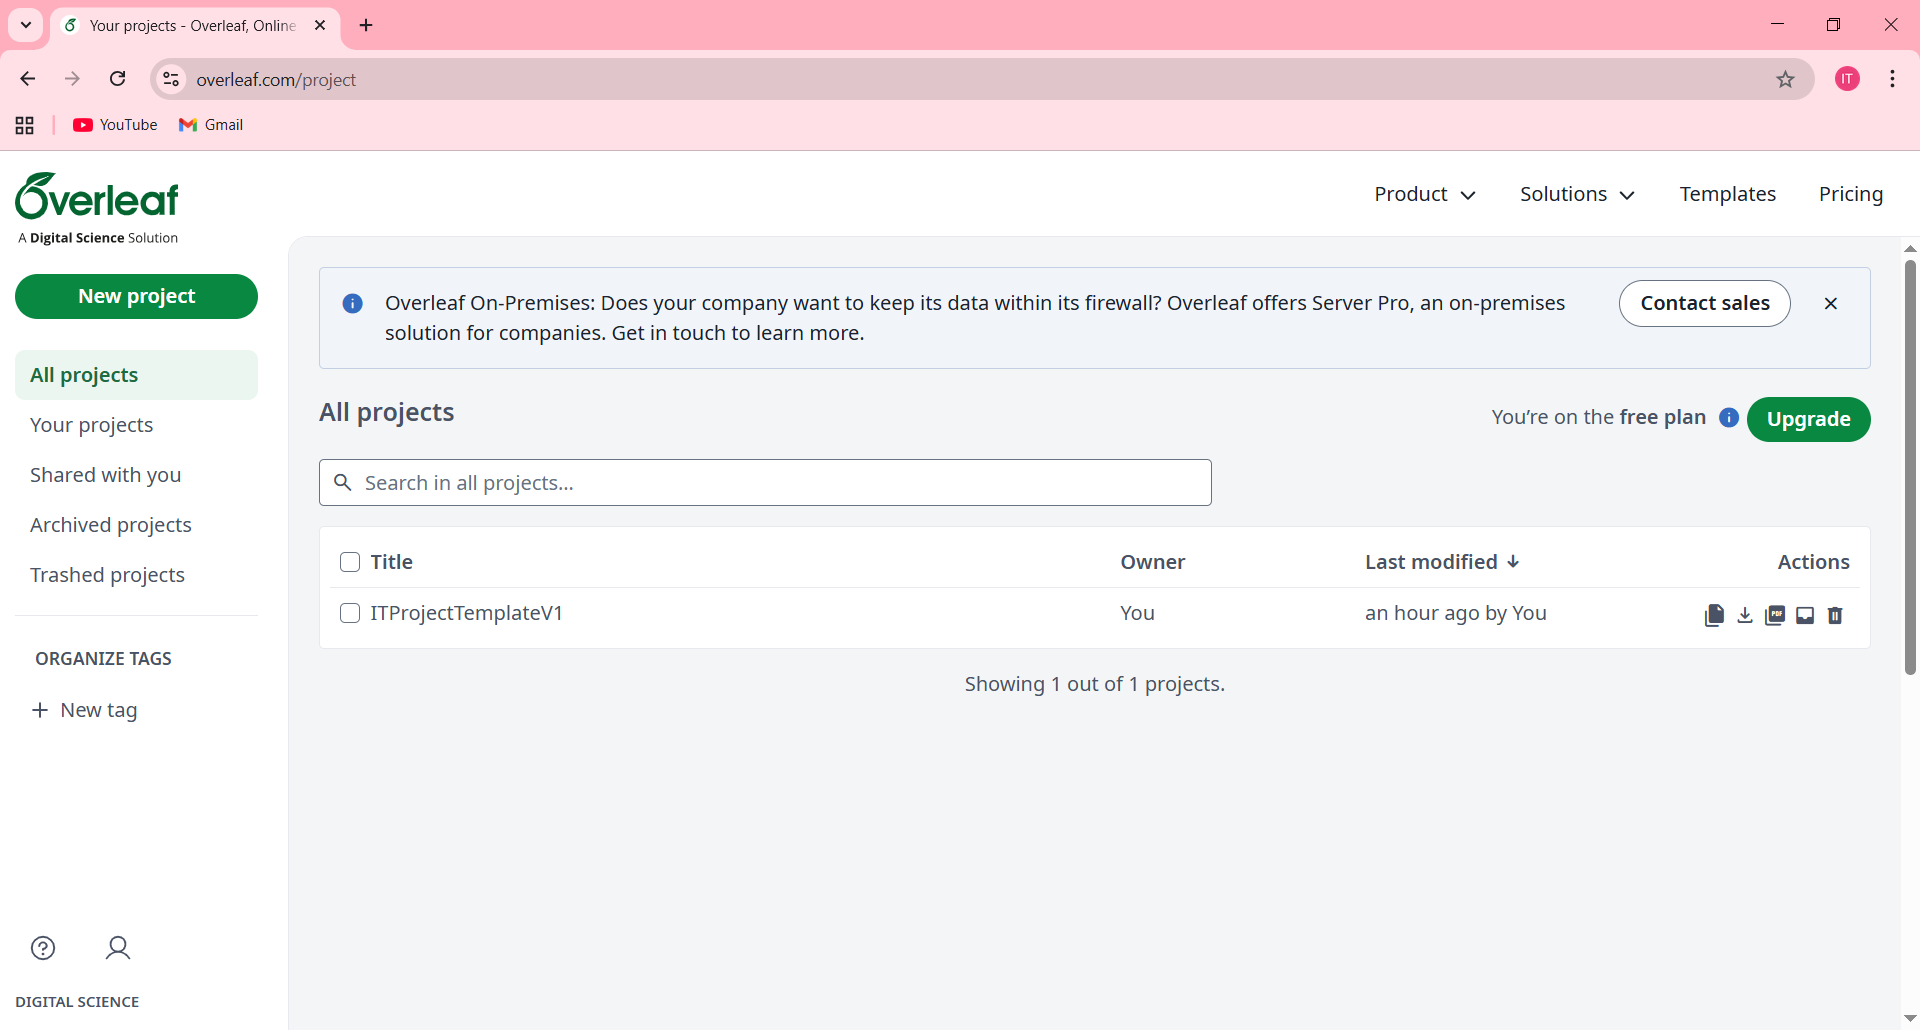 Your projects - Overleaf, Online
overleaf.com/project
IT
YouTube
Gmail
Overleaf
A Digital Science Solution
Product
Solutions
Templates
Pricing
New project
All projects
Your projects
Shared with you
Archived projects
Trashed projects
ORGANIZE TAGS
New tag
DIGITAL SCIENCE
Overleaf On-Premises: Does your company want to keep its data within its firewall? Overleaf offers Server Pro, an on-premises
solution for companies. Get in touch to learn more.
Contact sales
All projects
You’re on the free plan
Upgrade
Search in all projects...
Title
Owner
Last modified
Actions
ITProjectTemplateV1
You
an hour ago by You
PDF
Showing 1 out of 1 projects.